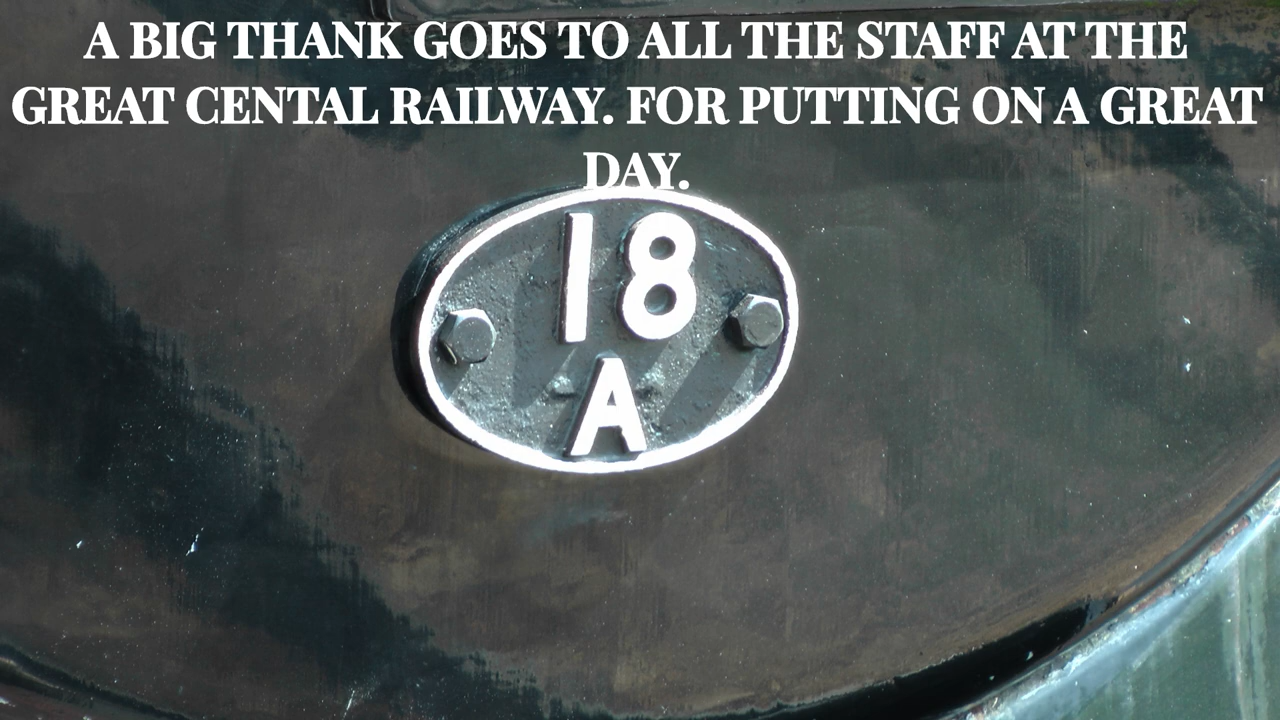 A BIG THANK GOES TO ALL THE STAFF AT THE
GREAT CENTAL RAILWAY. FOR PUTTING ON A GREAT
DAY.
18
A